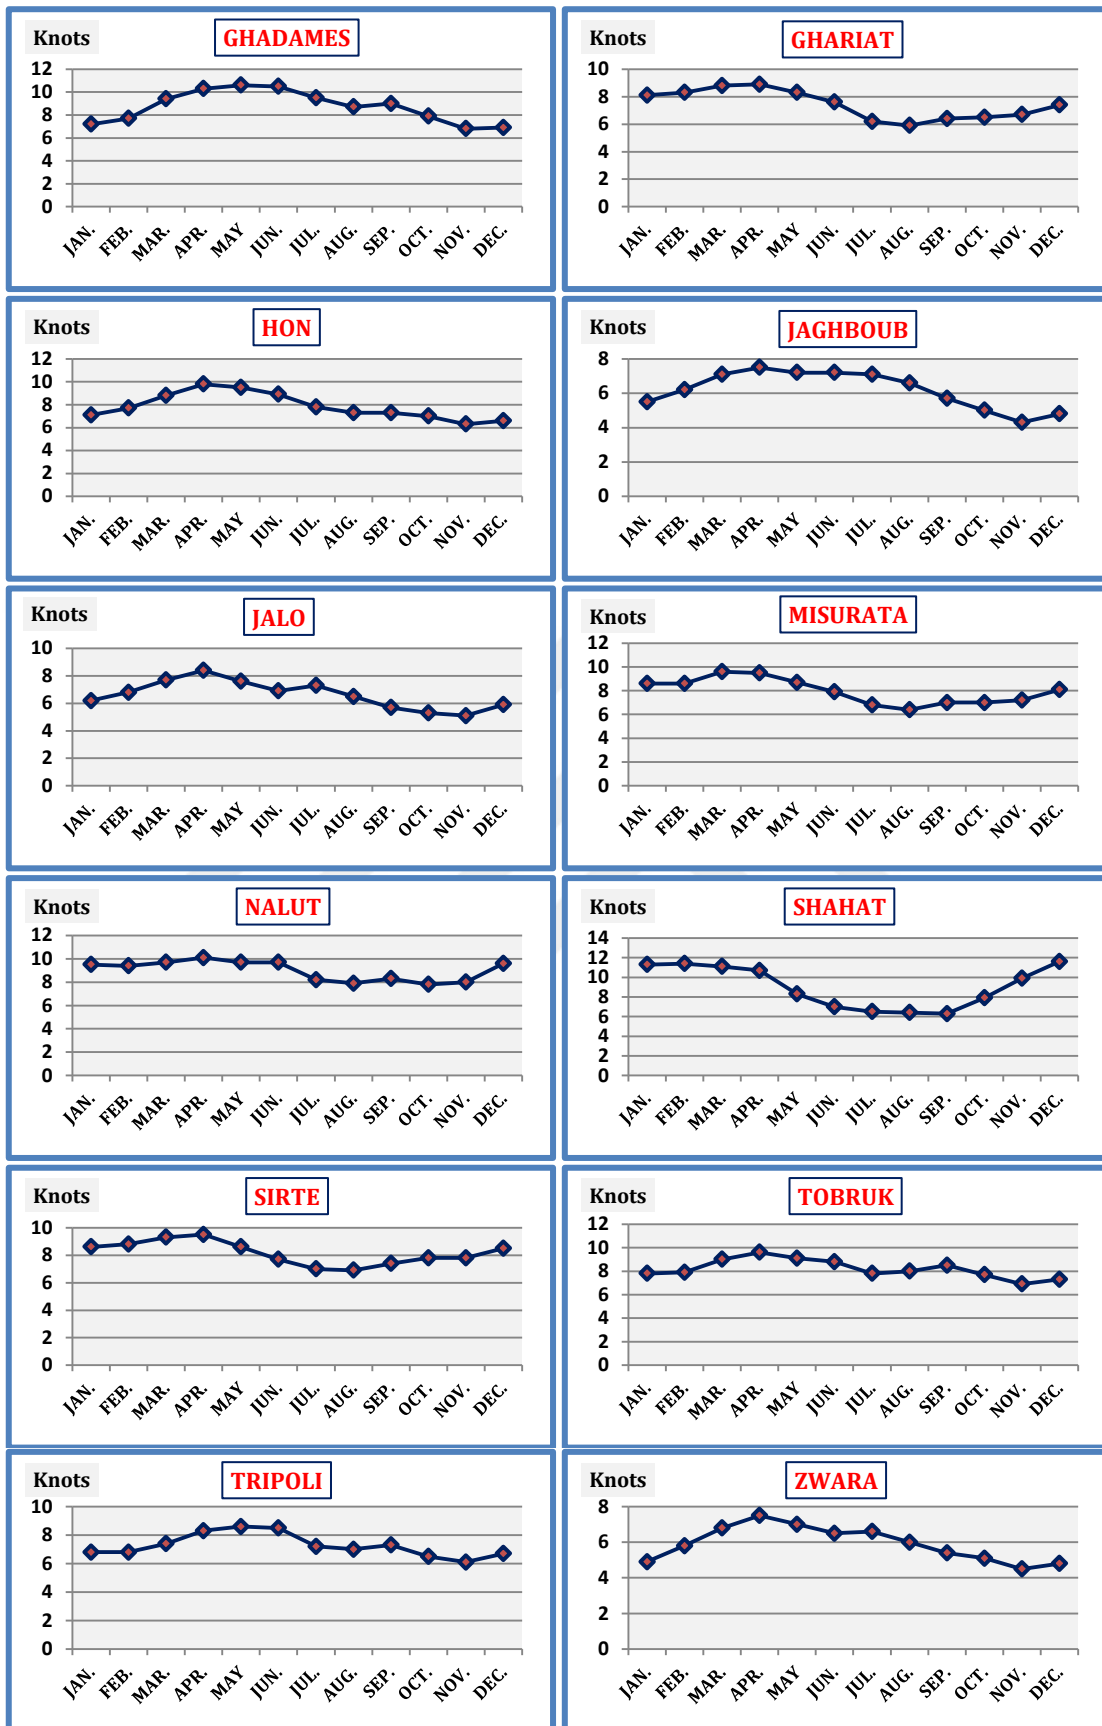 Knots
GHADAMES
12
10
8
6
4
2
0
JAN. FEB. MAR. APR. MAY JUN. JUL. AUG. SEP. OCT. NOV. DEC.
Knots
GHARIAT
10
8
6
4
2
0
JAN. FEB. MAR. APR. MAY JUN. JUL. AUG. SEP. OCT. NOV. DEC.
Knots
HON
12
10
8
6
4
2
0
JAN. FEB. MAR. APR. MAY JUN. JUL. AUG. SEP. OCT. NOV. DEC.
Knots
JAGHBOUB
8
6
4
2
0
JAN. FEB. MAR. APR. MAY JUN. JUL. AUG. SEP. OCT. NOV. DEC.
Knots
JALO
10
8
6
4
2
0
JAN. FEB. MAR. APR. MAY JUN. JUL. AUG. SEP. OCT. NOV. DEC.
Knots
MISURATA
12
10
8
6
4
2
0
JAN. FEB. MAR. APR. MAY JUN. JUL. AUG. SEP. OCT. NOV. DEC.
Knots
NALUT
12
10
8
6
4
2
0
JAN. FEB. MAR. APR. MAY JUN. JUL. AUG. SEP. OCT. NOV. DEC.
Knots
SHAHAT
14
12
10
8
6
4
2
0
JAN. FEB. MAR. APR. MAY JUN. JUL. AUG. SEP. OCT. NOV. DEC.
Knots
SIRTE
10
8
6
4
2
0
JAN. FEB. MAR. APR. MAY JUN. JUL. AUG. SEP. OCT. NOV. DEC.
Knots
TOBRUK
12
10
8
6
4
2
0
JAN. FEB. MAR. APR. MAY JUN. JUL. AUG. SEP. OCT. NOV. DEC.
Knots
TRIPOLI
10
8
6
4
2
0
JAN. FEB. MAR. APR. MAY JUN. JUL. AUG. SEP. OCT. NOV. DEC.
Knots
ZWARA
8
6
4
2
0
JAN. FEB. MAR. APR. MAY JUN. JUL. AUG. SEP. OCT. NOV. DEC.